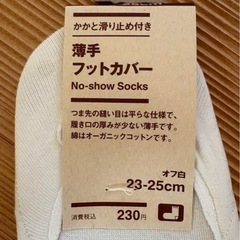 かかと滑り止め付き
薄手
フットカバー
No-show Socks
つま先の縫い目は平らな仕様で、
履き口の厚みが少ない薄手です。
綿はオーガニックコットンです。
オフ白
23-25cm
消費税込 230円